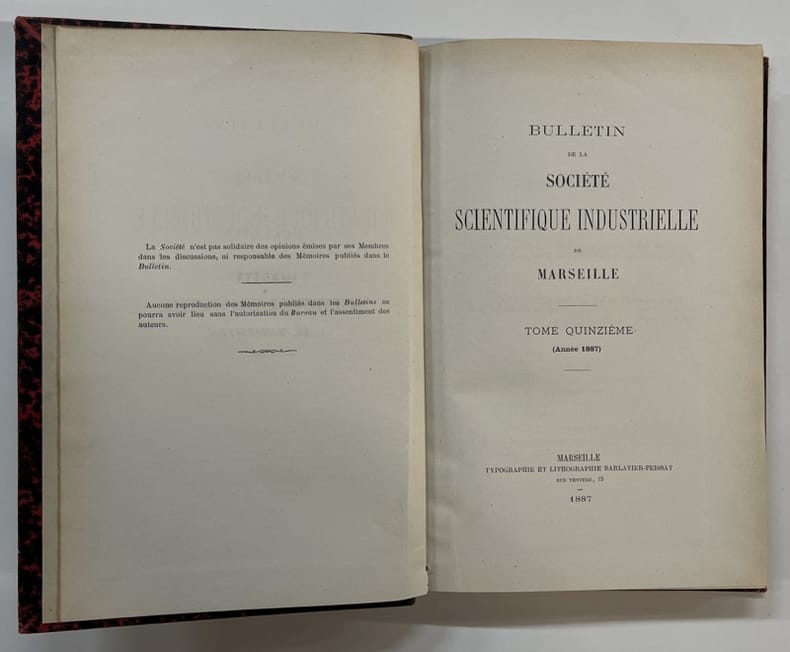 La Société n'est pas solidaire des opinions émises par ses Membres
dans les discussions, ni responsable des Mémoires publiés dans le
Bulletin.
Aucune reproduction des Mémoires publiés dans les Bulletins ne
pourra avoir lieu sans l'autorisation du Bureau et l'assentiment des
auteurs.
BULLETIN
DE LA
SOCIÉTÉ
SCIENTIFIQUE INDUSTRIELLE
DE
MARSEILLE
TOME QUINZIÈME
(Année 1887)
MARSEILLE
TYPOGRAPHIE ET LITHOGRAPHIE BARLATIER-FEISSAT
RUE VENTURE, 19
1887